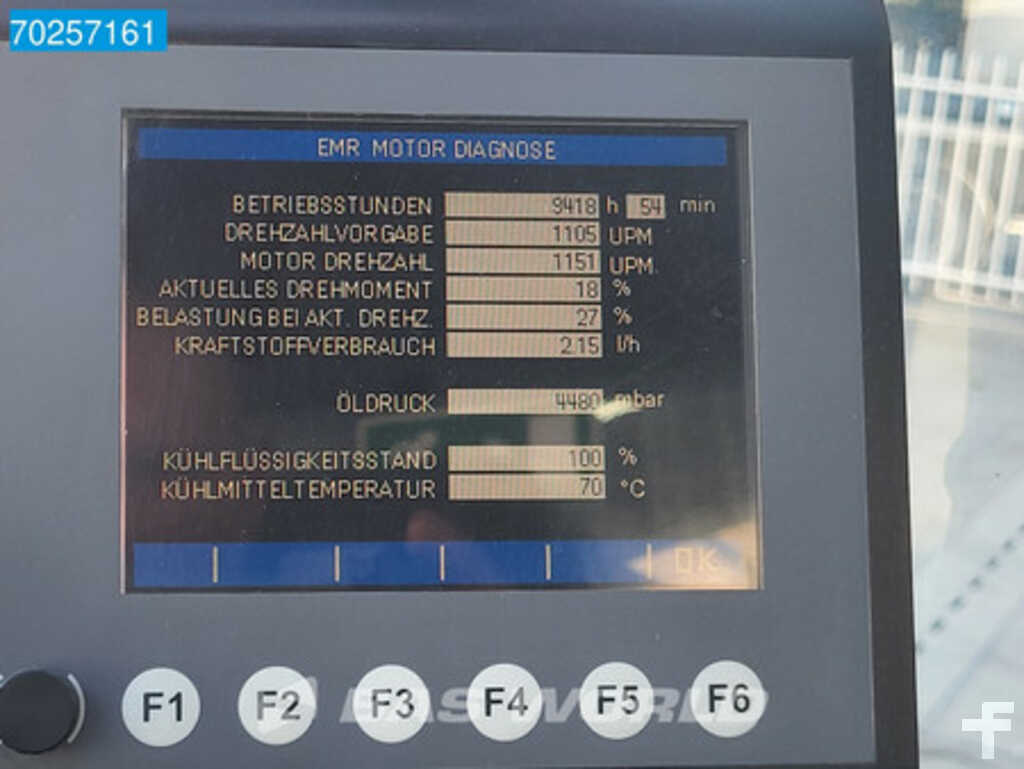 70257161
EMR MOTOR DIAGNOSE
BETRIEBSSTUNDEN 9418 h 54 min
DREHZAHLVORGABE 1105 UPM
MOTOR DREHZAHL 1151 UPM.
AKTUELLES DREHMOMENT 18 %
BELASTUNG BEI AKT. DREHZ. 27 %
KRAFTSTOFFVERBRAUCH 2.15 l/h
ÖLDRUCK 4480 mbar
KÜHLFLÜSSIGKEITSSTAND 100 %
KÜHLMITTELTEMPERATUR 70 °C
OK
F1 F2 F3 F4 F5 F6
BAS WORLD